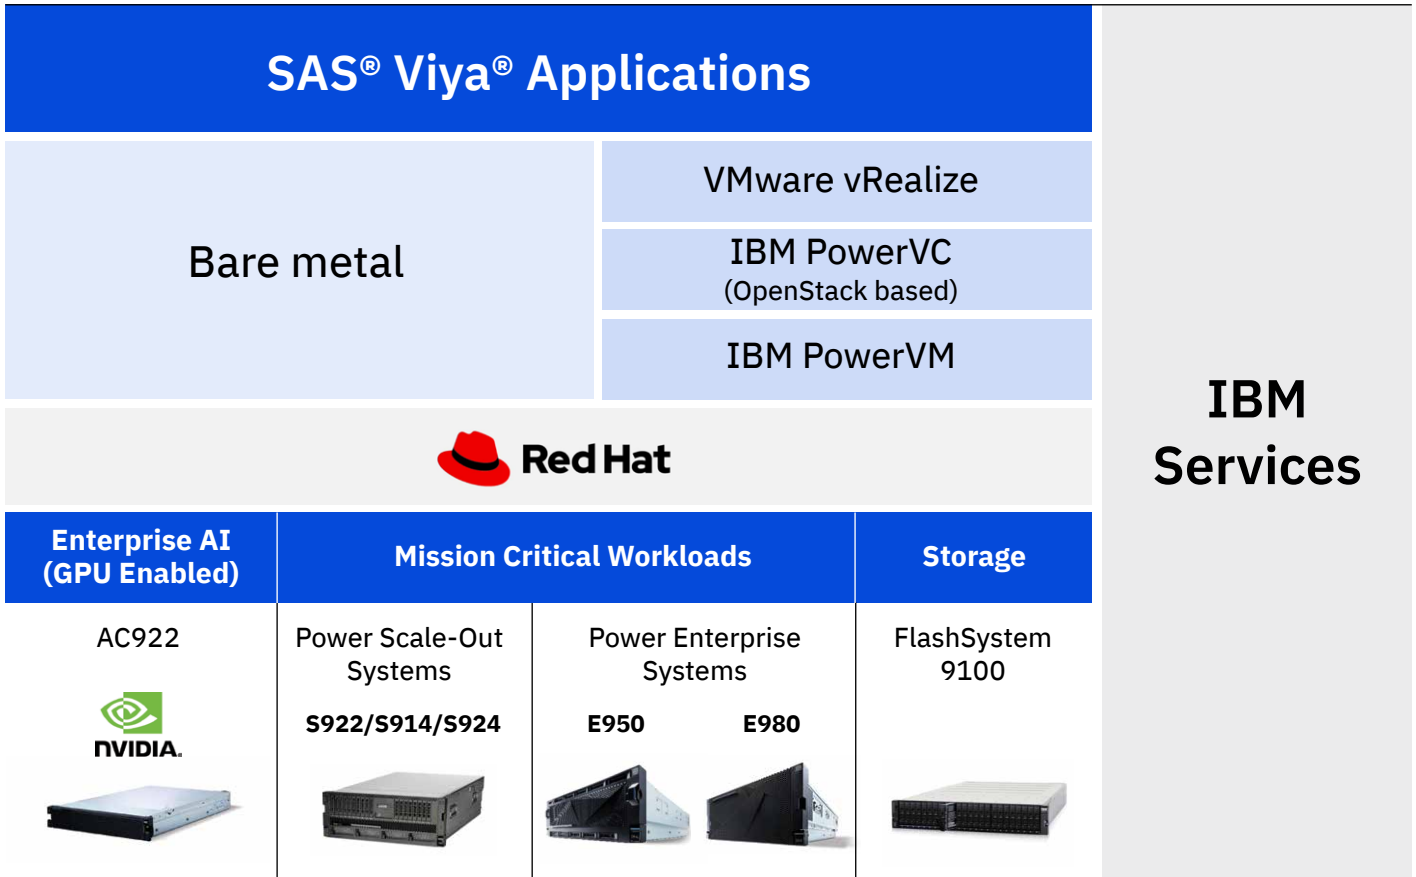 SAS® Viya® Applications
Bare metal
VMware vRealize
IBM PowerVC
(OpenStack based)
IBM PowerVM
Red Hat
IBM
Services
Enterprise AI
(GPU Enabled)
Mission Critical Workloads
Storage
AC922
NVIDIA.
Power Scale-Out
Systems
S922/S914/S924
Power Enterprise
Systems
E950
E980
FlashSystem
9100